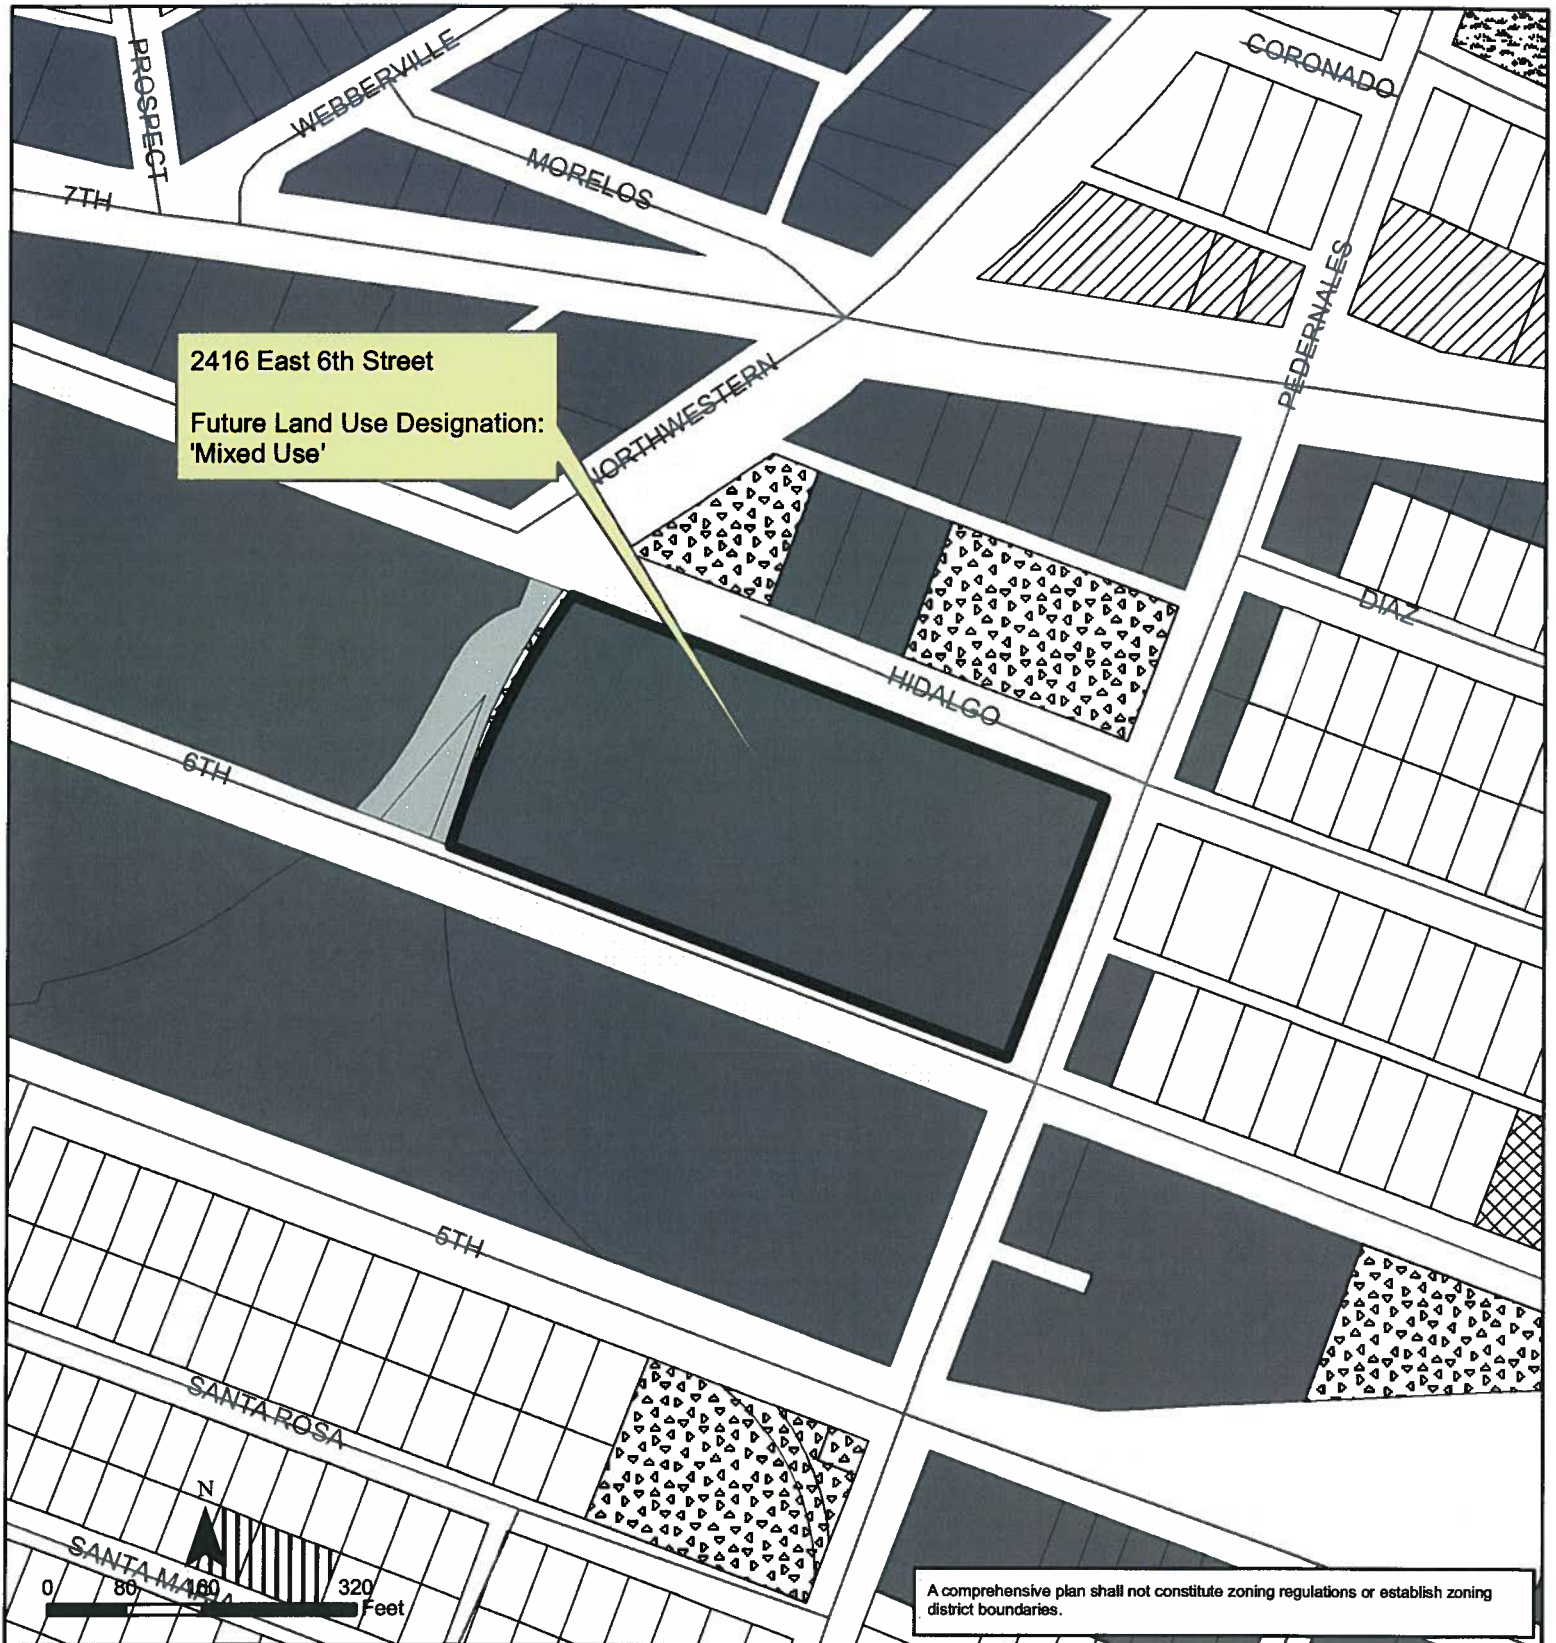 CORONADO
PROSPECT
WEBBERVILLE
MORELOS
7TH
PEDERNALES
2416 East 6th Street
Future Land Use Designation:
'Mixed Use'
NORTHWESTERN
DIAZ
HIDALGO
6TH
5TH
SANTA ROSA
N
SANTA MARIA
0 80 160 320
Feet
A comprehensive plan shall not constitute zoning regulations or establish zoning
district boundaries.